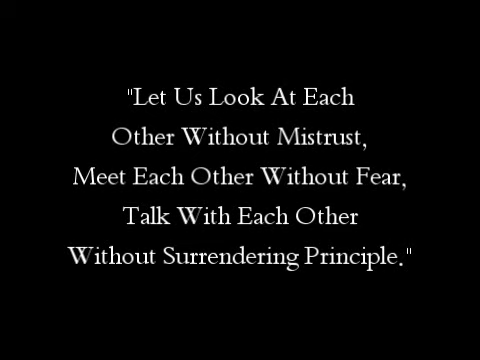 "Let Us Look At Each
Other Without Mistrust,
Meet Each Other Without Fear,
Talk With Each Other
Without Surrendering Principle."